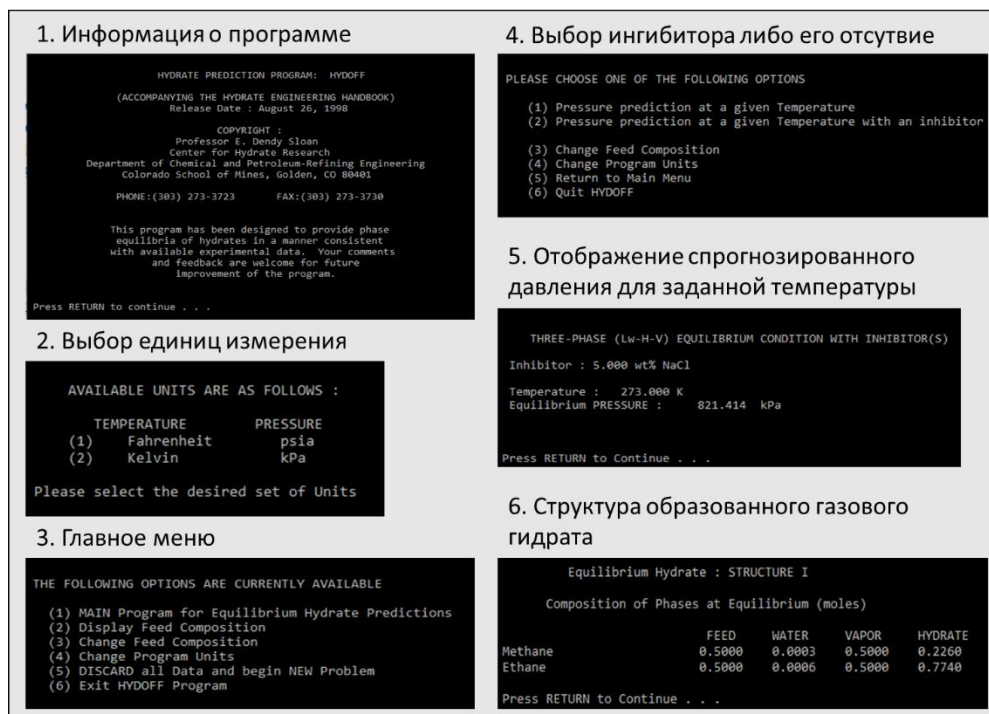 1. Информация о программе
HYDRATE PREDICTION PROGRAM: HYDOFF
(ACCOMPANYING THE HYDRATE ENGINEERING HANDBOOK)
Release Date : August 26, 1998
COPYRIGHT :
Professor E. Dendy Sloan
Center for Hydrate Research
Department of Chemical and Petroleum-Refining Engineering
Colorado School of Mines, Golden, CO 80401
PHONE:(303) 273-3723 FAX:(303) 273-3730
This program has been designed to provide phase
equilibria of hydrates in a manner consistent
with available experimental data. Your comments
and feedback are welcome for future
improvement of the program.
Press RETURN to continue . . .
2. Выбор единиц измерения
AVAILABLE UNITS ARE AS FOLLOWS :
TEMPERATURE PRESSURE
(1) Fahrenheit psia
(2) Kelvin kPa
Please select the desired set of Units
3. Главное меню
THE FOLLOWING OPTIONS ARE CURRENTLY AVAILABLE
(1) MAIN Program for Equilibrium Hydrate Predictions
(2) Display Feed Composition
(3) Change Feed Composition
(4) Change Program Units
(5) DISCARD all Data and begin NEW Problem
(6) Exit HYDOFF Program
4. Выбор ингибитора либо его отсутвие
PLEASE CHOOSE ONE OF THE FOLLOWING OPTIONS
(1) Pressure prediction at a given Temperature
(2) Pressure prediction at a given Temperature with an inhibitor
(3) Change Feed Composition
(4) Change Program Units
(5) Return to Main Menu
(6) Quit HYDOFF
5. Отображение спрогнозированного
давления для заданной температуры
THREE-PHASE (Lw-H-V) EQUILIBRIUM CONDITION WITH INHIBITOR(S)
Inhibitor : 5.000 wt% NaCl
Temperature : 273.000 K
Equilibrium PRESSURE : 821.414 kPa
Press RETURN to Continue . . .
6. Структура образованного газового
гидрата
Equilibrium Hydrate : STRUCTURE I
Composition of Phases at Equilibrium (moles)
FEED WATER VAPOR HYDRATE
Methane 0.5000 0.0003 0.5000 0.2260
Ethane 0.5000 0.0006 0.5000 0.7740
Press RETURN to Continue . . .